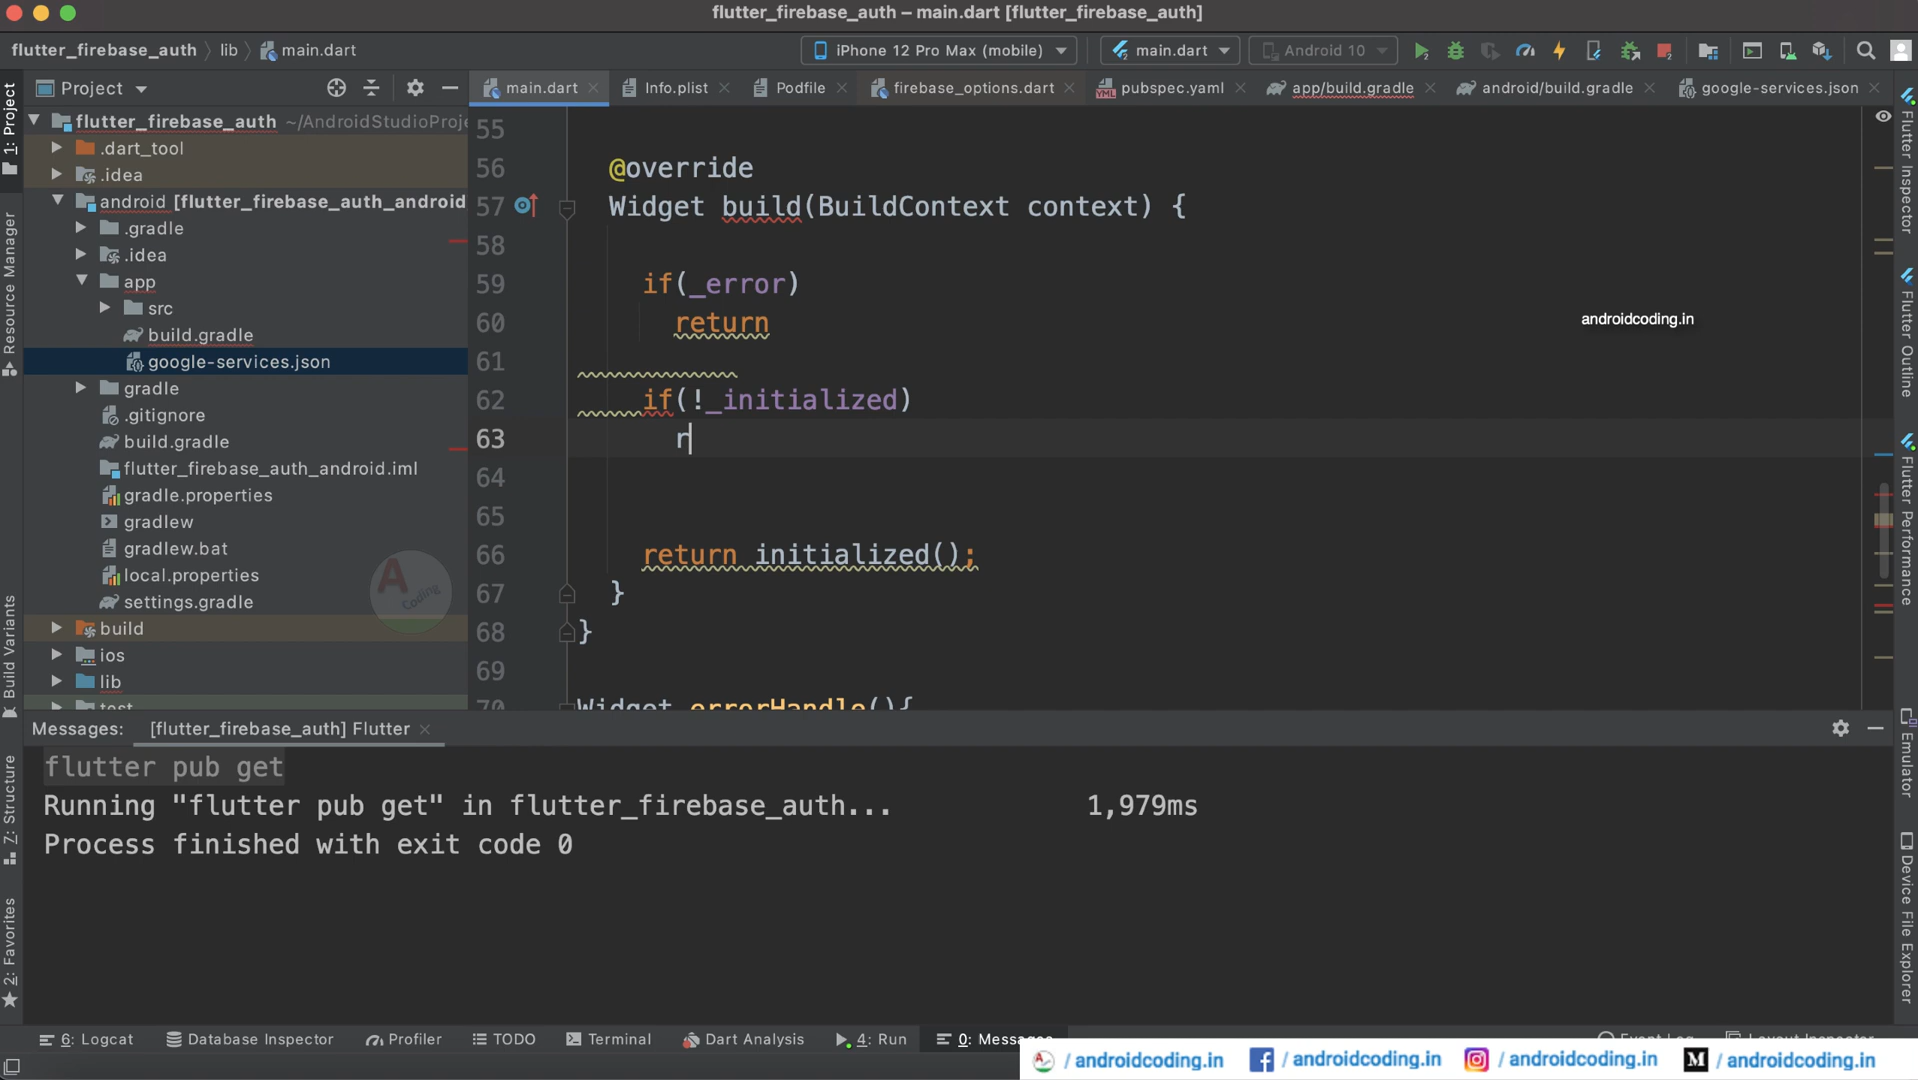 flutter_firebase_auth – main.dart [flutter_firebase_auth]
flutter_firebase_auth lib main.dart
iPhone 12 Pro Max (mobile) main.dart Android 10
Project
main.dart Info.plist Podfile firebase_options.dart pubspec.yaml app/build.gradle android/build.gradle google-services.json
flutter_firebase_auth ~/AndroidStudioProje
.dart_tool
.idea
android [flutter_firebase_auth_android
.gradle
.idea
app
src
build.gradle
google-services.json
gradle
.gitignore
build.gradle
flutter_firebase_auth_android.iml
gradle.properties
gradlew
gradlew.bat
local.properties
settings.gradle
build
ios
lib
test
A Coding
1: Project
Resource Manager
Build Variants
7: Structure
2: Favorites
55
56 @override
57 Widget build(BuildContext context) {
58
59 if(_error)
60 return
61
62 if(!_initialized)
63 r
64
65
66 return initialized();
67 }
68 }
69
70 Widget errorHandle(){
androidcoding.in
Flutter Inspector
Flutter Outline
Flutter Performance
Emulator
Device File Explorer
Messages: [flutter_firebase_auth] Flutter
flutter pub get
Running "flutter pub get" in flutter_firebase_auth... 1,979ms
Process finished with exit code 0
6: Logcat Database Inspector Profiler TODO Terminal Dart Analysis 4: Run 0: Messages Event Log Layout Inspector
/ androidcoding.in / androidcoding.in / androidcoding.in M / androidcoding.in